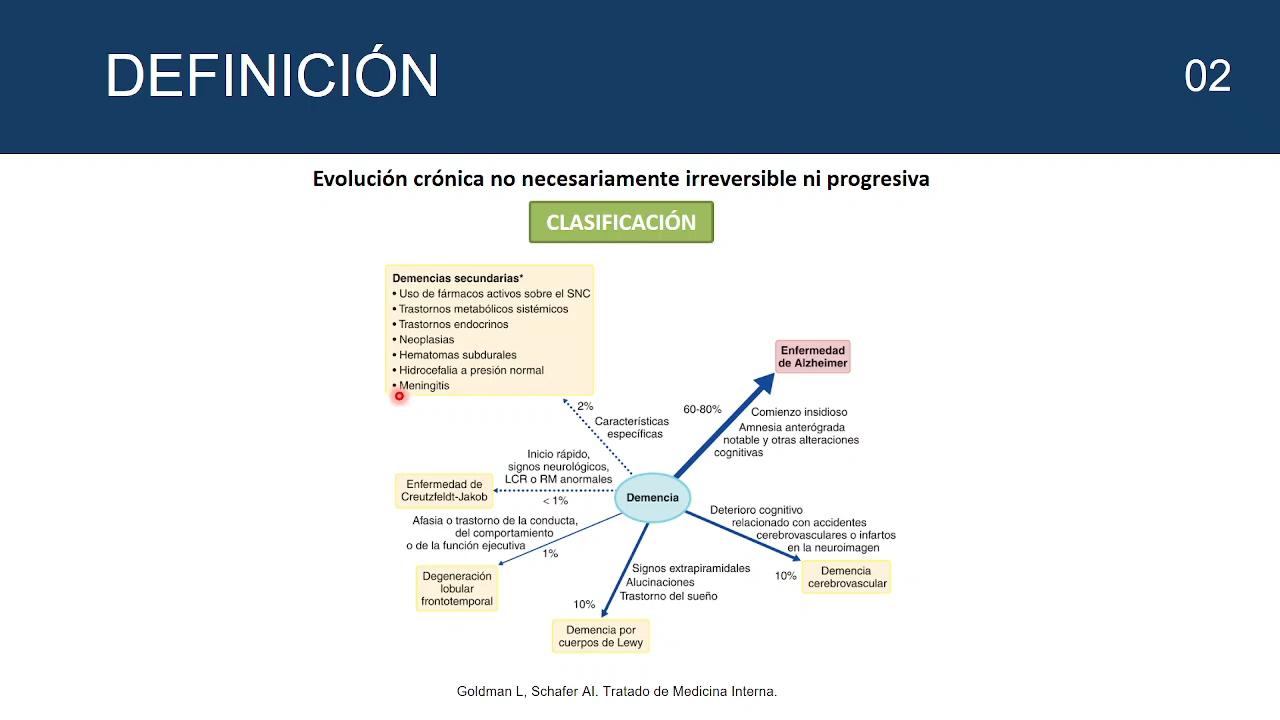 DEFINICIÓN
02
Evolución crónica no necesariamente irreversible ni progresiva
CLASIFICACIÓN
Demencias secundarias*
• Uso de fármacos activos sobre el SNC
• Trastornos metabólicos sistémicos
• Trastornos endocrinos
• Neoplasias
• Hematomas subdurales
• Hidrocefalia a presión normal
• Meningitis
2%
Características
específicas
Enfermedad
de Alzheimer
60-80%
Comienzo insidioso
Amnesia anterógrada
notable y otras alteraciones
cognitivas
Inicio rápido,
signos neurológicos,
LCR o RM anormales
< 1%
Enfermedad de
Creutzfeldt-Jakob
Demencia
Afasia o trastorno de la conducta,
del comportamiento
o de la función ejecutiva
1%
Degeneración
lobular
frontotemporal
Deterioro cognitivo
relacionado con accidentes
cerebrovasculares o infartos
en la neuroimagen
10%
Demencia
cerebrovascular
Signos extrapiramidales
Alucinaciones
Trastorno del sueño
10%
Demencia por
cuerpos de Lewy
Goldman L, Schafer AI. Tratado de Medicina Interna.